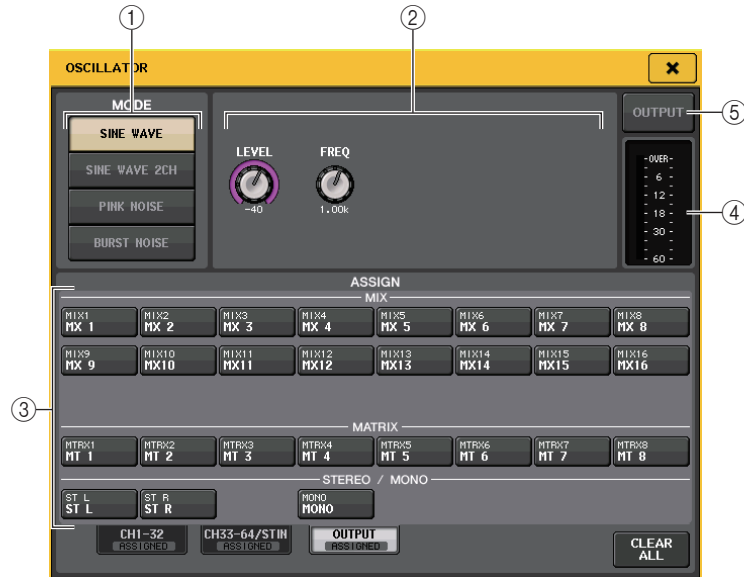 ① ②
OSCILLATOR ×
MODE
SINE WAVE
SINE WAVE 2CH
PINK NOISE
BURST NOISE
LEVEL FREQ
-40 1.00k
OUTPUT ⑤
-OVER-
- 6 -
- 12 -
- 18 - ④
- 30 -
- 60 -
ASSIGN
MIX
MIX1 MIX2 MIX3 MIX4 MIX5 MIX6 MIX7 MIX8
MX 1 MX 2 MX 3 MX 4 MX 5 MX 6 MX 7 MX 8
MIX9 MIX10 MIX11 MIX12 MIX13 MIX14 MIX15 MIX16
MX 9 MX10 MX11 MX12 MX13 MX14 MX15 MX16
③
MATRIX
MTRX1 MTRX2 MTRX3 MTRX4 MTRX5 MTRX6 MTRX7 MTRX8
MT 1 MT 2 MT 3 MT 4 MT 5 MT 6 MT 7 MT 8
STEREO / MONO
ST L ST R MONO
ST L ST R MONO
CH1-32 CH33-64/STIN OUTPUT
ASSIGNED ASSIGNED ASSIGNED
CLEAR
ALL